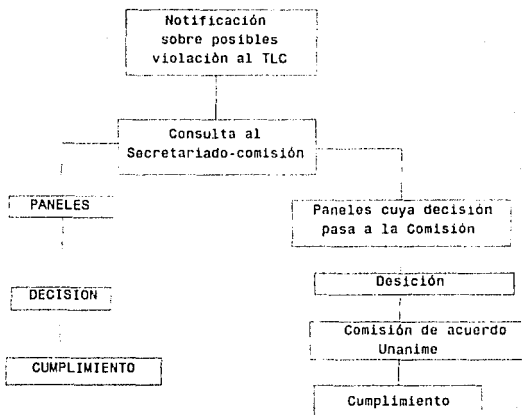 Notificación
sobre posibles
violaciòn al TLC
Consulta al
Secretariado-comisión
PANELES
DECISION
CUMPLIMIENTO
Paneles cuya decisión
pasa a la Comisión
Desición
Comisión de acuerdo
Unanime
Cumplimiento